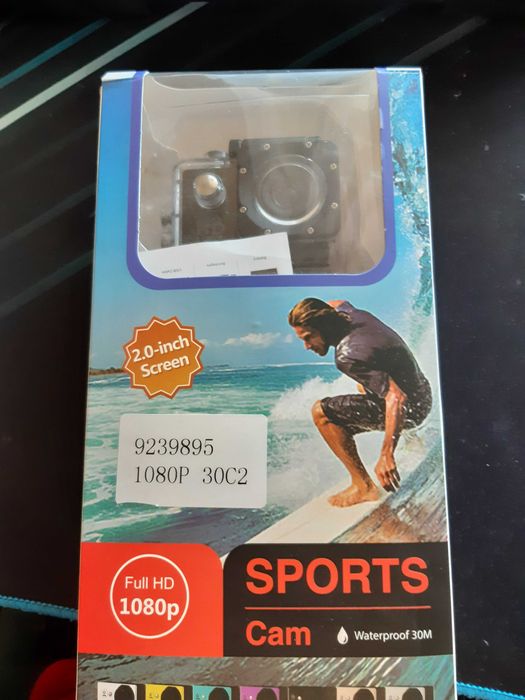 2.0-inch
Screen
9239895
1080P 30C2
Full HD
1080p
SPORTS
Cam
Waterproof 30M